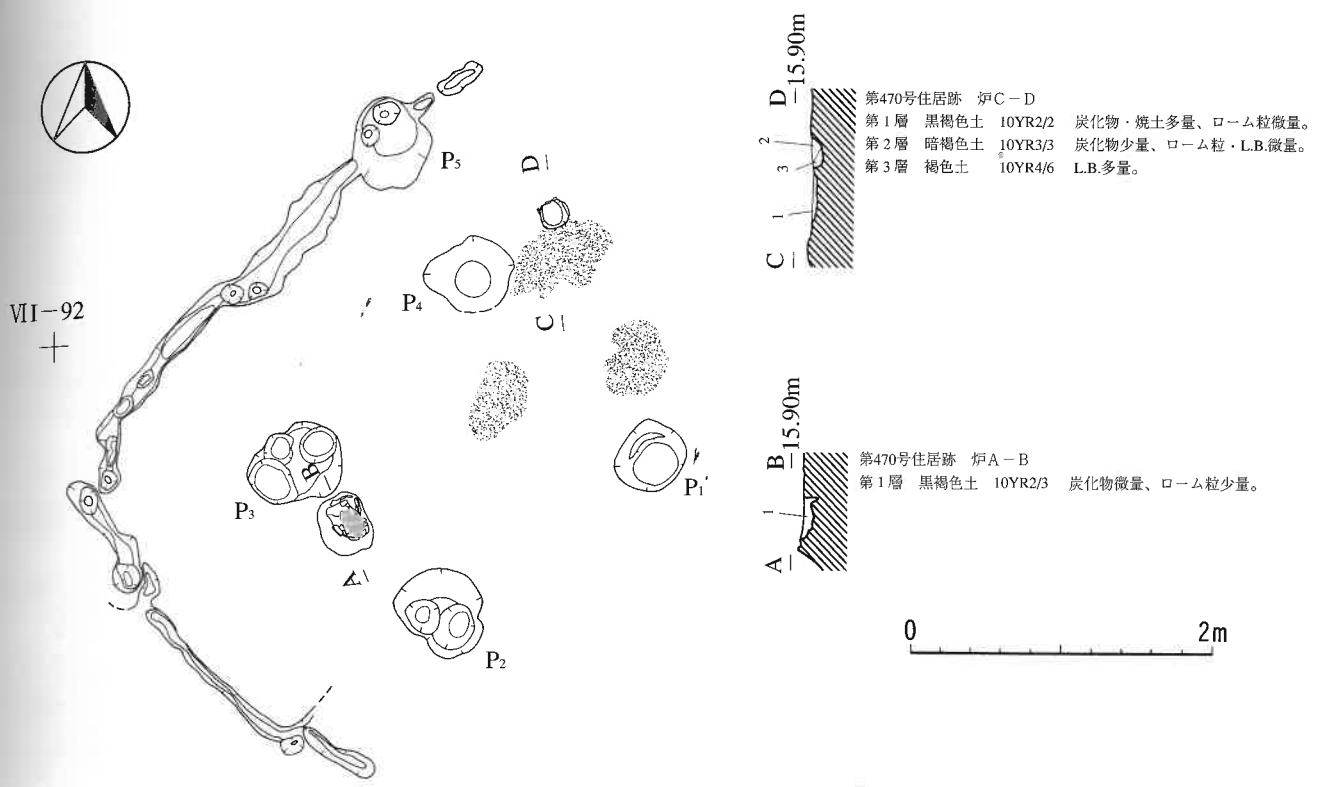 P5
D
C
P4
VII-92
P3
B
A
P1'
P2
D
15.90m
2
3
1
C
第470号住居跡　炉C-D
第1層　黒褐色土　10YR2/2　炭化物・焼土多量、ローム粒微量。
第2層　暗褐色土　10YR3/3　炭化物少量、ローム粒・L.B.微量。
第3層　褐色土　10YR4/6　L.B.多量。
B
15.90m
1
A
第470号住居跡　炉A-B
第1層　黒褐色土　10YR2/3　炭化物微量、ローム粒少量。
0　2m